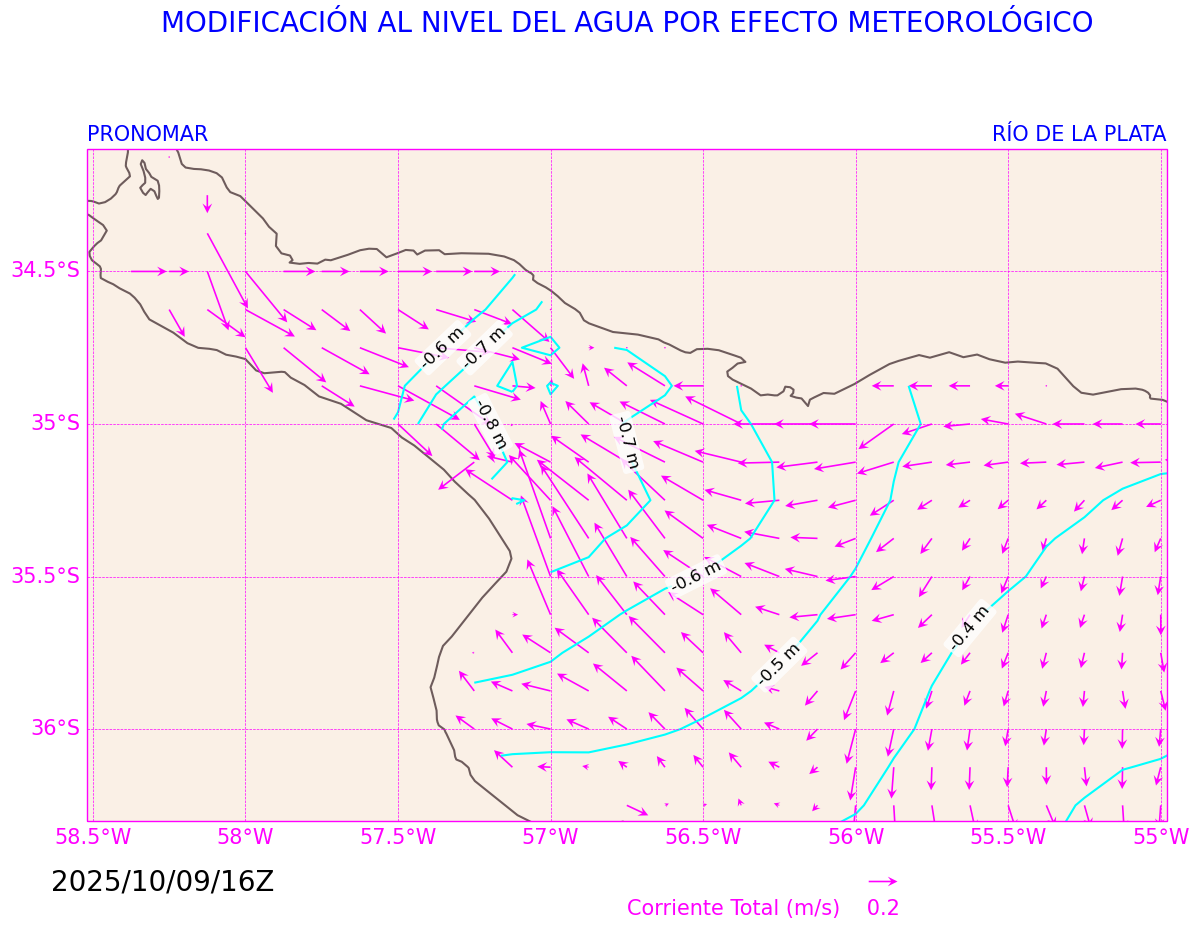 MODIFICACIÓN AL NIVEL DEL AGUA POR EFECTO METEOROLÓGICO
PRONOMAR
RÍO DE LA PLATA
34.5°S
35°S
35.5°S
36°S
-0.6 m
-0.7 m
-0.8 m
-0.7 m
-0.6 m
-0.5 m
-0.4 m
58.5°W
58°W
57.5°W
57°W
56.5°W
56°W
55.5°W
55°W
2025/10/09/16Z
Corriente Total (m/s) 0.2